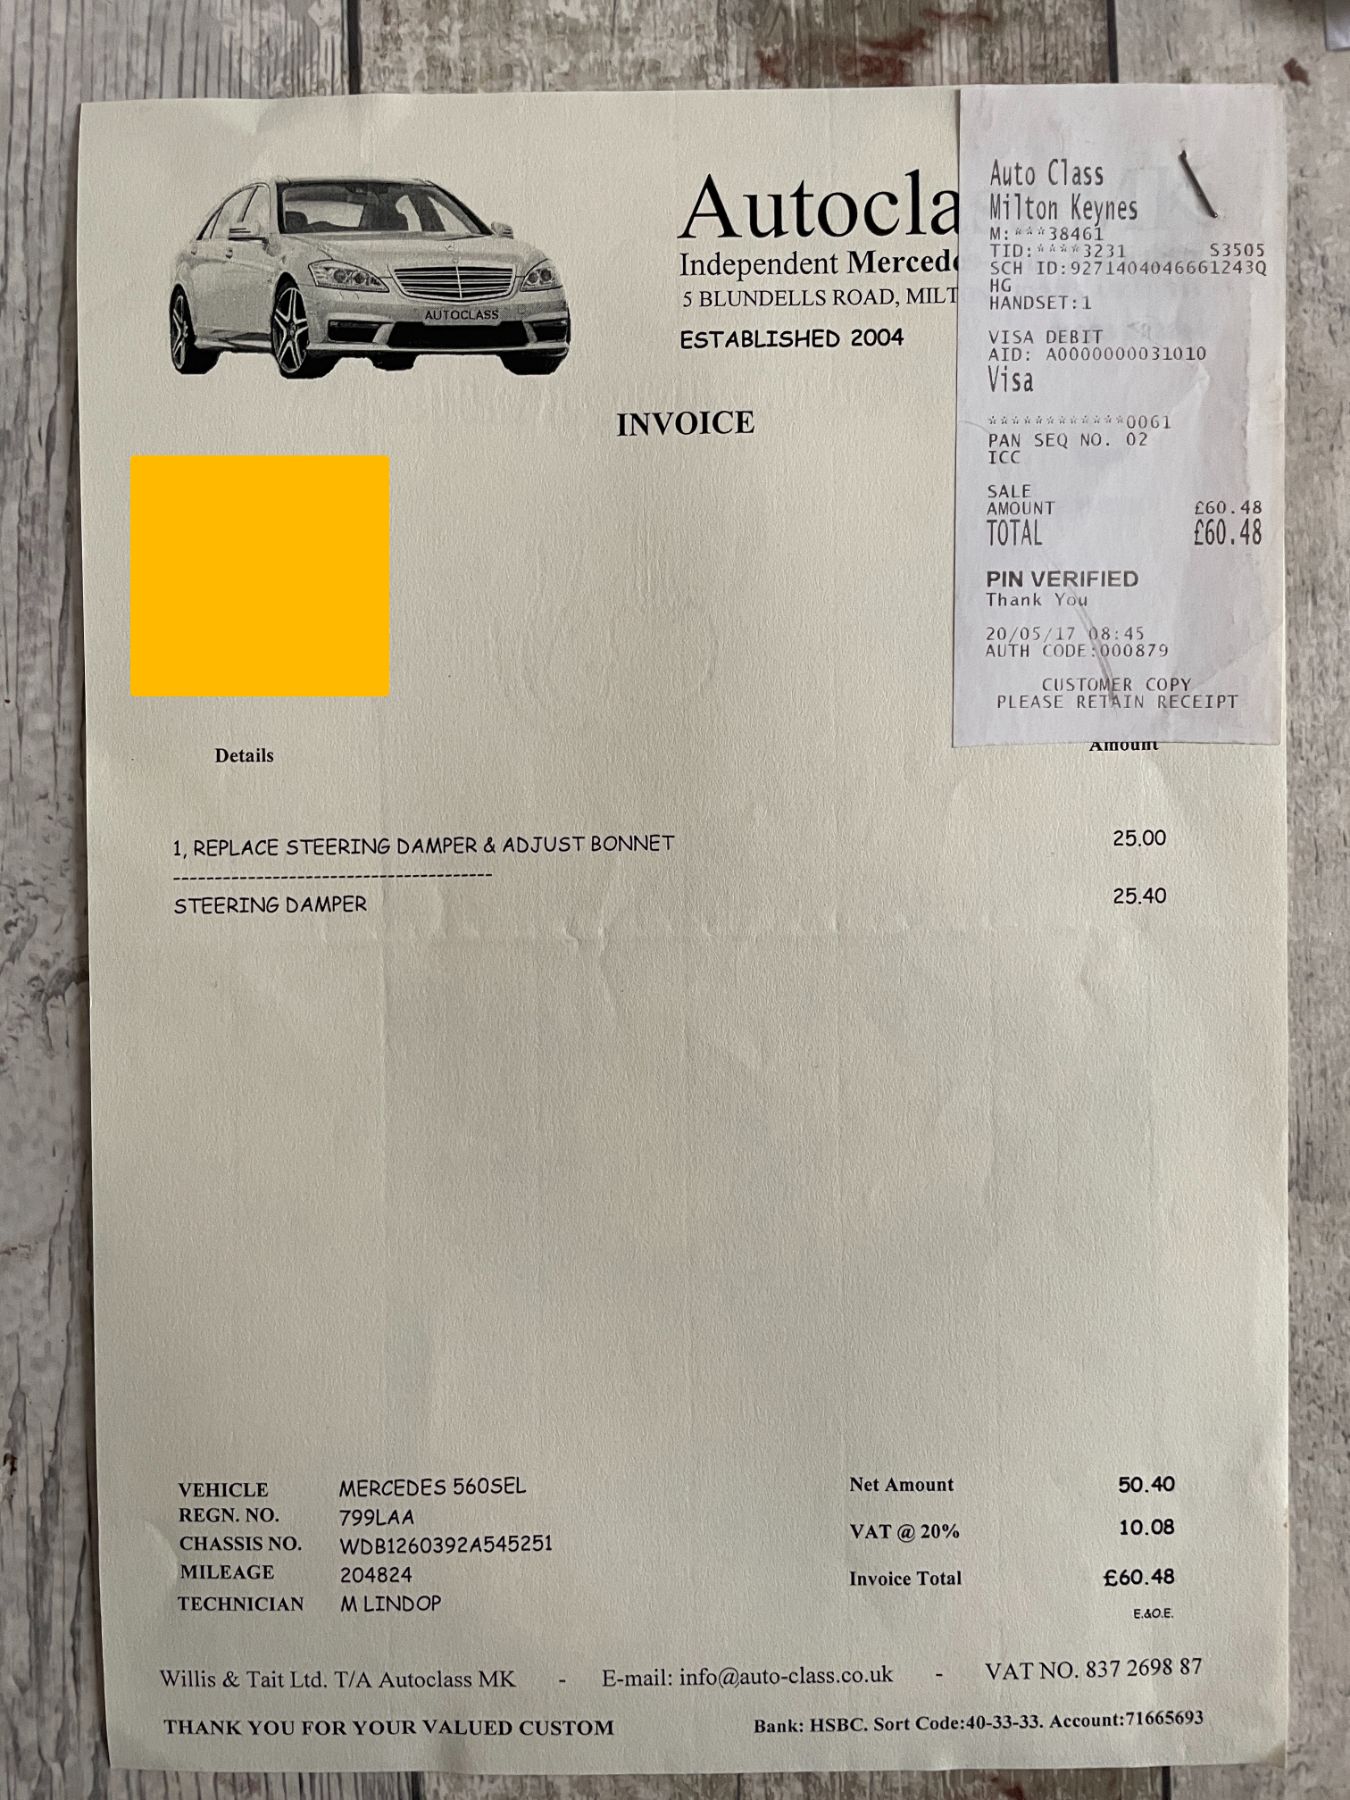 Autocla
Independent Merced
5 BLUNDELLS ROAD, MILT
ESTABLISHED 2004
AUTOCLASS
INVOICE
Auto Class
Milton Keynes
M:***38461
TID:****3231 S3505
SCH ID:9271404046661243Q
HG
HANDSET:1
VISA DEBIT
AID: A0000000031010
Visa
************0061
PAN SEQ NO. 02
ICC
SALE
AMOUNT £60.48
TOTAL £60.48
PIN VERIFIED
Thank You
20/05/17 08:45
AUTH CODE:000879
CUSTOMER COPY
PLEASE RETAIN RECEIPT
Details Amount
1, REPLACE STEERING DAMPER & ADJUST BONNET 25.00
--------------------------------------
STEERING DAMPER 25.40
VEHICLE MERCEDES 560SEL
REGN. NO. 799LAA
CHASSIS NO. WDB1260392A545251
MILEAGE 204824
TECHNICIAN M LINDOP
Net Amount 50.40
VAT @ 20% 10.08
Invoice Total £60.48
E.&O.E.
Willis & Tait Ltd. T/A Autoclass MK - E-mail: info@auto-class.co.uk - VAT NO. 837 2698 87
THANK YOU FOR YOUR VALUED CUSTOM Bank: HSBC. Sort Code:40-33-33. Account:71665693